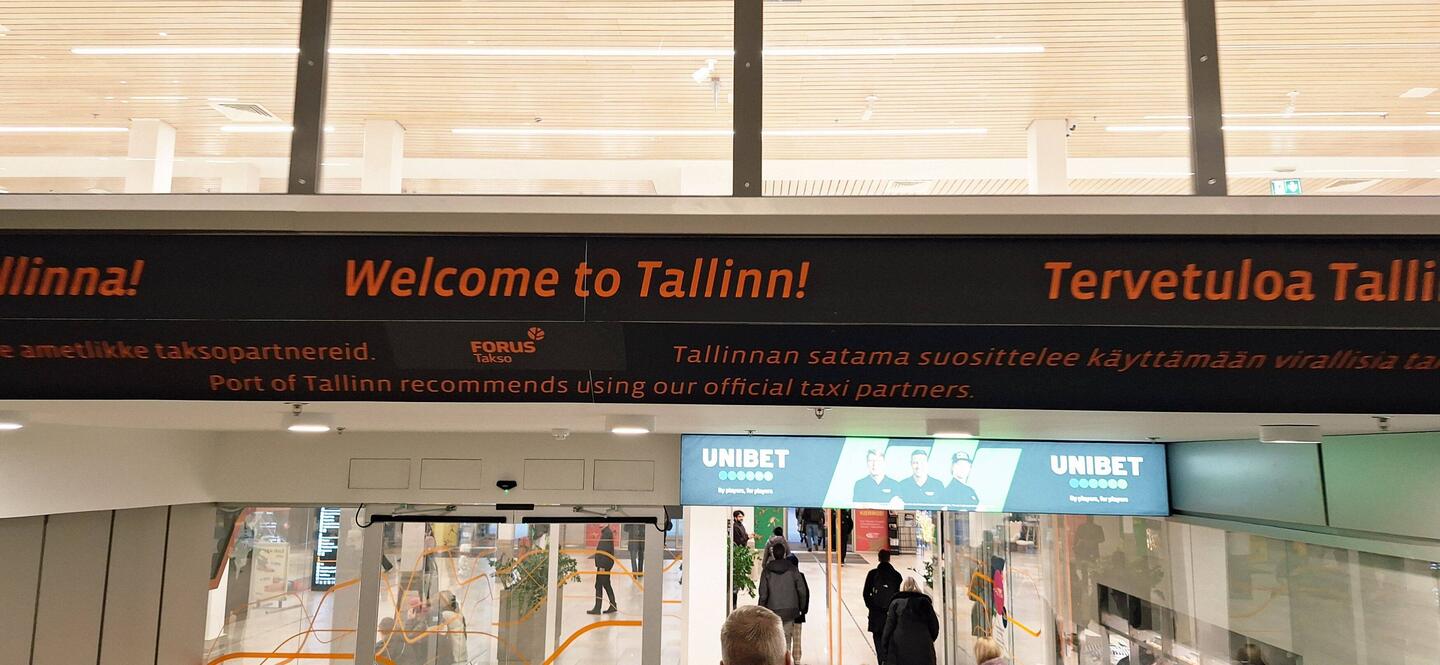 llinna!
Welcome to Tallinn!
Tervetuloa Talli
e ametlikke taksopartnereid.
FORUS
Takso
Tallinnan satama suosittelee käyttämään virallisia ta
Port of Tallinn recommends using our official taxi partners.
UNIBET
By players, for players
UNIBET
By players, for players